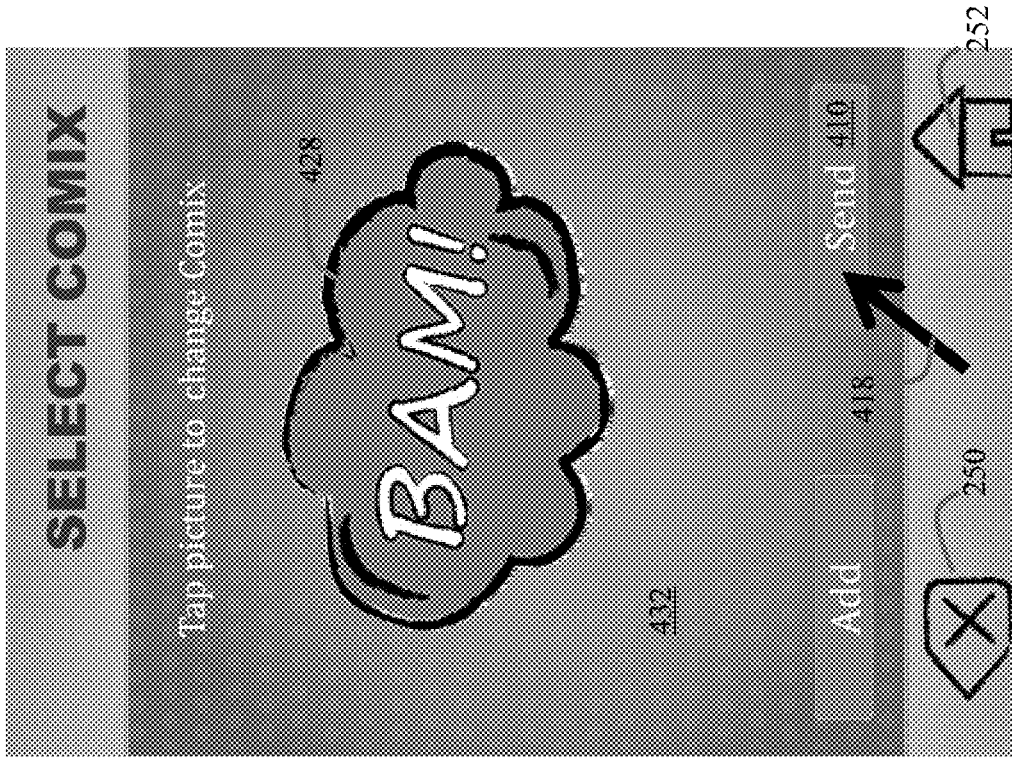 SELECT COMIX
Tap picture to change Comix
428
BAM!
432
418
Add
Send 410
250
252